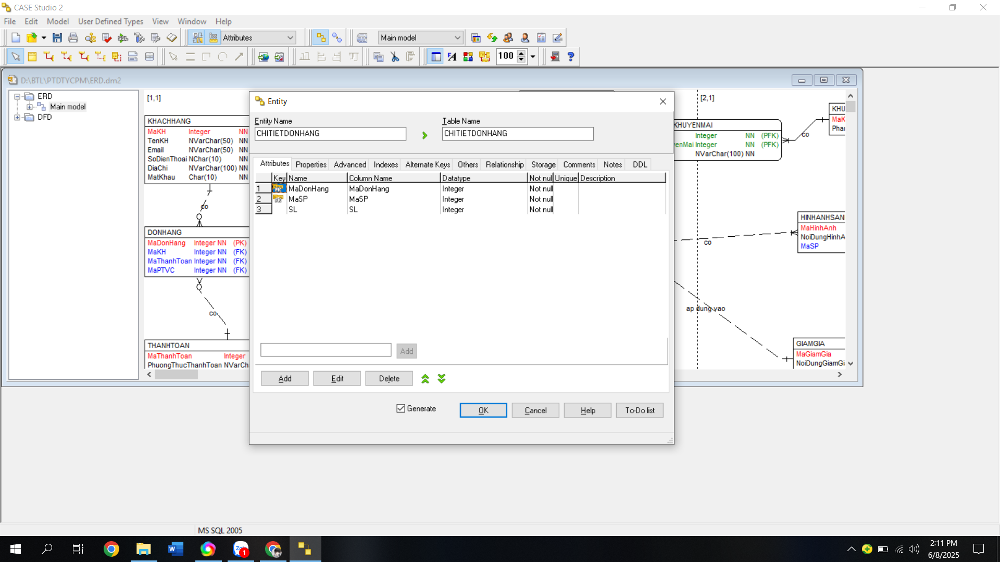 CASE Studio 2
File Edit Model User Defined Types View Window Help
Attributes
Main model
100
D:\BTL\PTDTYCPM\ERD.dm2
ERD
Main model
DFD
[1,1]
KHACHHANG
MaKH Integer NN
TenKH NVarChar(50) NN
Email NVarChar(50) NN
SoDienThoai NChar(10) NN
DiaChi NVarChar(100) NN
MatKhau Char(10) NN
co
DONHANG
MaDonHang Integer NN (PK)
MaKH Integer NN (FK)
MaThanhToan Integer NN (FK)
MaPTVC Integer NN (FK)
co
THANHTOAN
MaThanhToan Integer
PhuongThucThanhToan NVarCh
Entity
Entity Name
CHITIETDONHANG
Table Name
CHITIETDONHANG
Attributes Properties Advanced Indexes Alternate Keys Others Relationship Storage Comments Notes DDL
Key Name Column Name Datatype Not nul Unique Description
1 MaDonHang MaDonHang Integer Not null
2 MaSP MaSP Integer Not null
3 SL SL Integer Not null
Add
Add Edit Delete
Generate OK Cancel Help To-Do list
[2,1]
KHUYENMAI
Integer NN (PFK)
enMai Integer NN (PFK)
NVarChar(100) NN
co
KHU
MaK
Phar
HINHANHSAN
MaHinhAnh
NoiDungHinhA
MaSP
co
ap dung vao
GIAMGIA
MaGiamGia
NoiDungGiamGi
MS SQL 2005
1
2:11 PM
6/8/2025